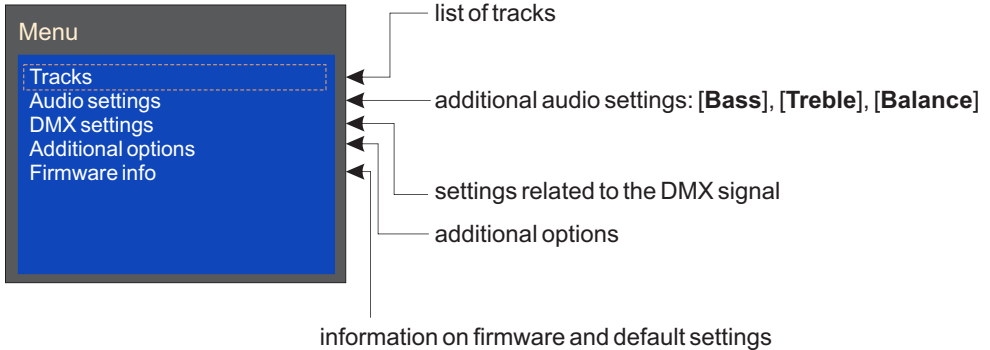 list of tracks
Menu
Tracks
Audio settings
additional audio settings: [Bass], [Treble], [Balance]
DMX settings
Additional options
Firmware info
settings related to the DMX signal
additional options
information on firmware and default settings